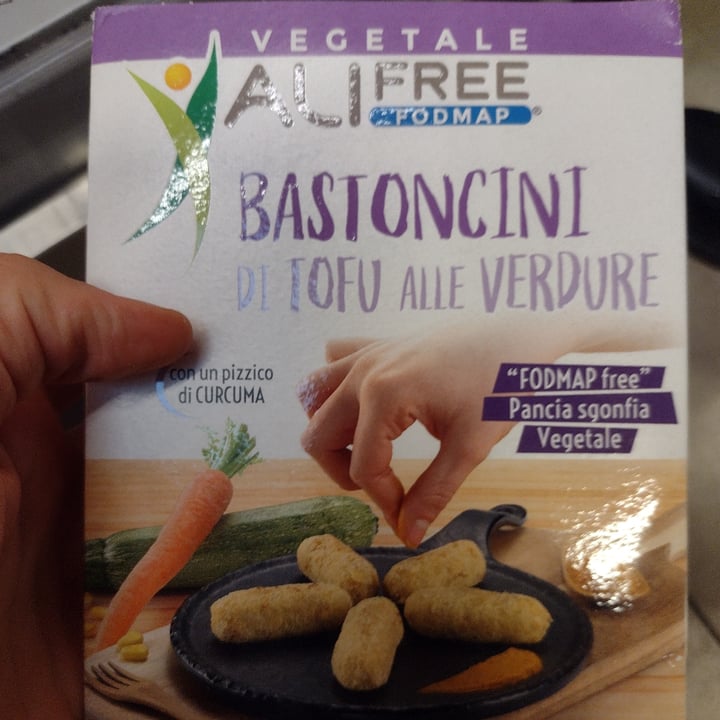 VEGETALE
ALIFREE
FODMAP®
BASTONCINI
DI TOFU ALLE VERDURE
con un pizzico
di CURCUMA
"FODMAP free"
Pancia sgonfia
Vegetale